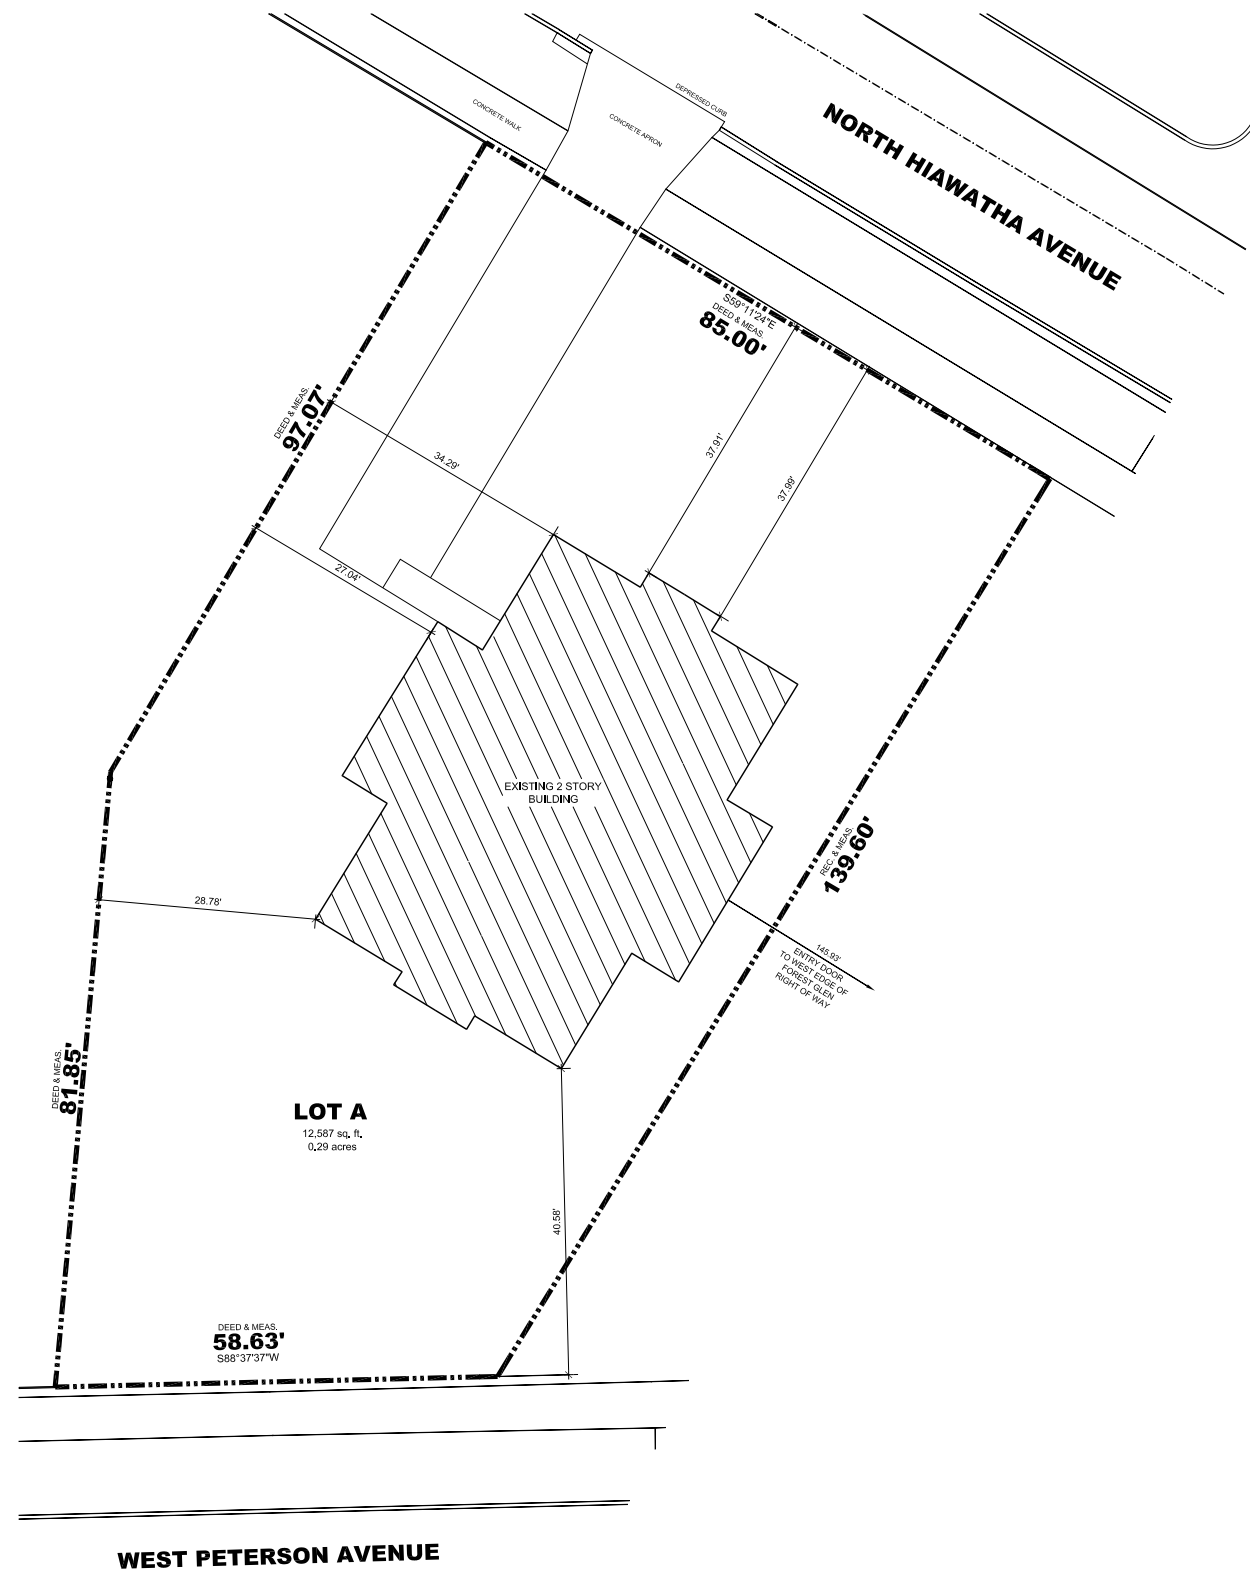 DEPRESSED CURB
CONCRETE WALK
CONCRETE APRON
NORTH HIAWATHA AVENUE
S59°11'24"E
DEED & MEAS.
85.00'
DEED & MEAS.
97.07'
34.29'
37.91'
37.99'
27.04'
EXISTING 2 STORY
BUILDING
REC. & MEAS.
139.60'
28.78'
145.93'
ENTRY DOOR
TO WEST EDGE OF
FOREST GLEN
RIGHT OF WAY
DEED & MEAS.
81.85'
LOT A
12,587 sq. ft.
0.29 acres
40.58'
DEED & MEAS.
58.63'
S88°37'37"W
WEST PETERSON AVENUE